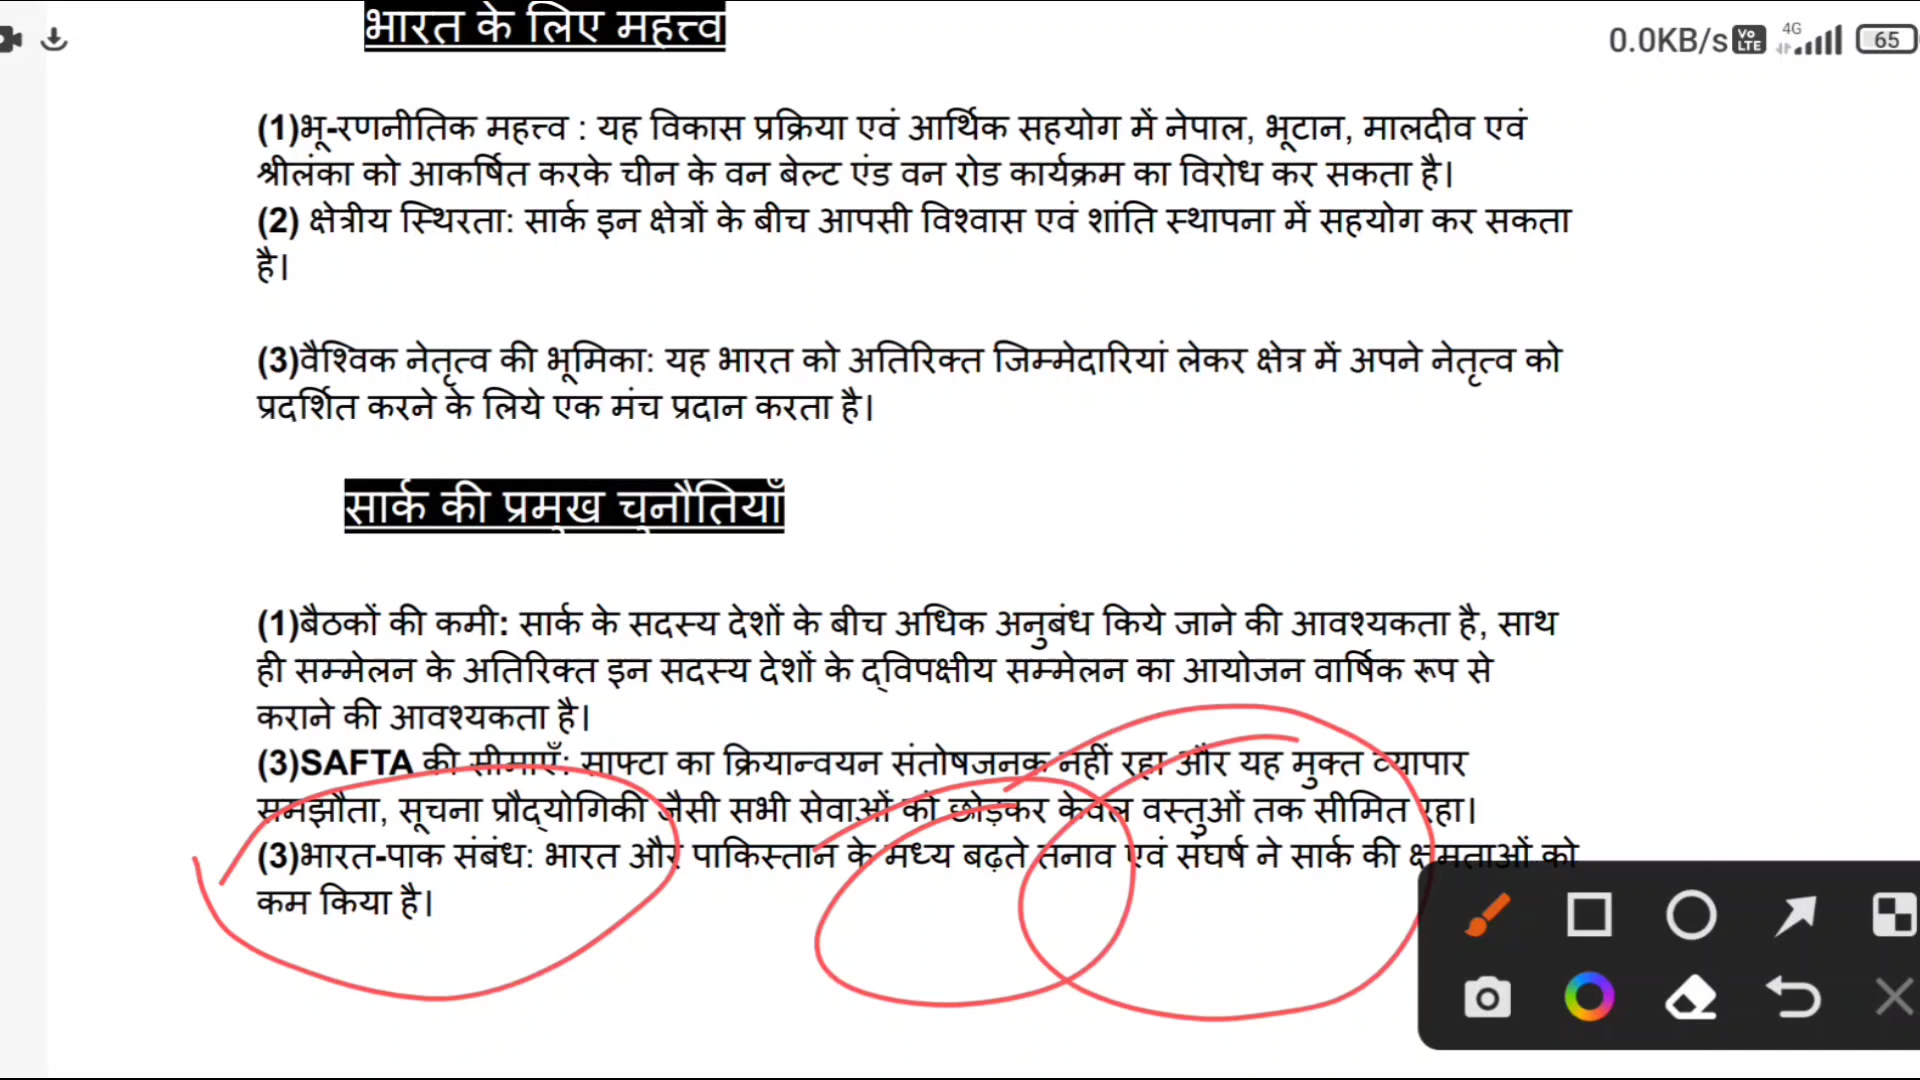 भारत के लिए महत्त्व
0.0KB/s Vo LTE 4G 65
(1)भू-रणनीतिक महत्त्व : यह विकास प्रक्रिया एवं आर्थिक सहयोग में नेपाल, भूटान, मालदीव एवं
श्रीलंका को आकर्षित करके चीन के वन बेल्ट एंड वन रोड कार्यक्रम का विरोध कर सकता है।
(2) क्षेत्रीय स्थिरता: सार्क इन क्षेत्रों के बीच आपसी विश्वास एवं शांति स्थापना में सहयोग कर सकता
है।
(3)वैश्विक नेतृत्व की भूमिका: यह भारत को अतिरिक्त जिम्मेदारियां लेकर क्षेत्र में अपने नेतृत्व को
प्रदर्शित करने के लिये एक मंच प्रदान करता है।
सार्क की प्रमुख चुनौतियाँ
(1)बैठकों की कमी: सार्क के सदस्य देशों के बीच अधिक अनुबंध किये जाने की आवश्यकता है, साथ
ही सम्मेलन के अतिरिक्त इन सदस्य देशों के द्विपक्षीय सम्मेलन का आयोजन वार्षिक रूप से
कराने की आवश्यकता है।
(3)SAFTA की सीमाएँ: साफ्टा का क्रियान्वयन संतोषजनक नहीं रहा और यह मुक्त व्यापार
समझौता, सूचना प्रौद्योगिकी जैसी सभी सेवाओं को छोड़कर केवल वस्तुओं तक सीमित रहा।
(3)भारत-पाक संबंध: भारत और पाकिस्तान के मध्य बढ़ते तनाव एवं संघर्ष ने सार्क की क्षमताओं को
कम किया है।